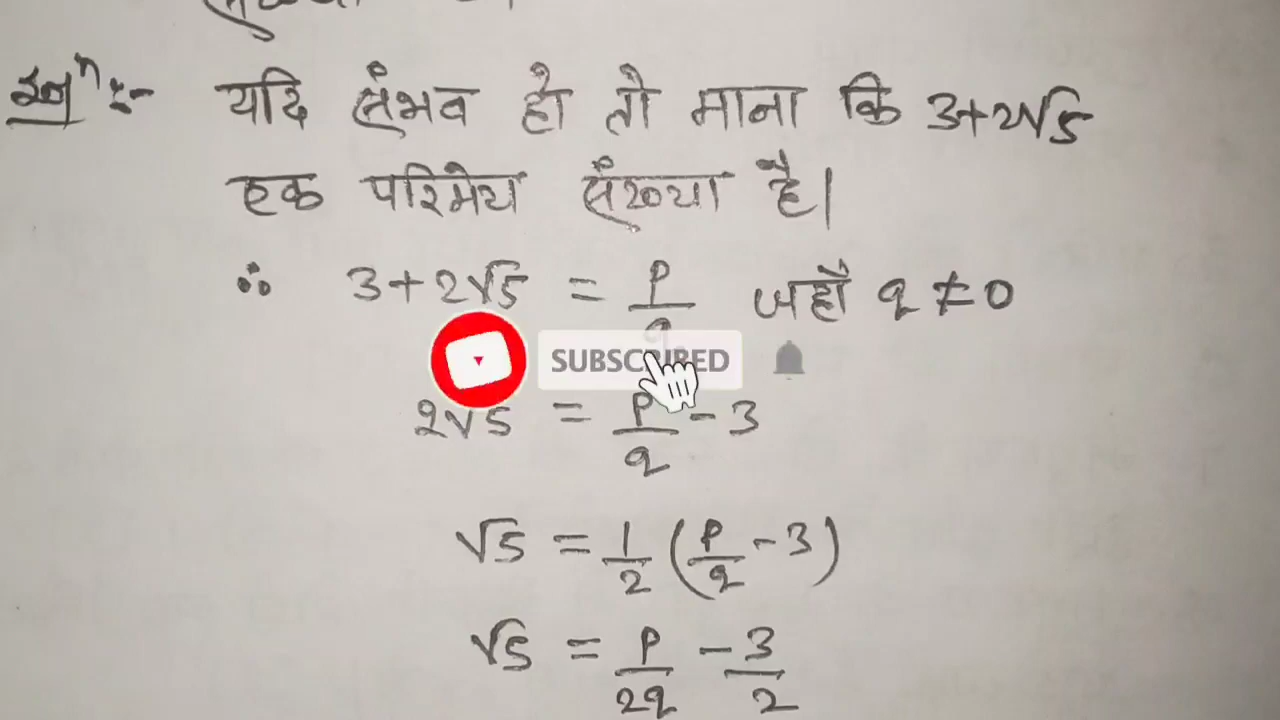 यदि संभव हो तो माना कि 3+2√5
एक परिमेय संख्या है।
∴ 3+2√5 = p/q जहाँ q ≠ 0
SUBSCRIBED
2√5 = p/q - 3
√5 = 1/2 (p/q - 3)
√5 = p/2q - 3/2